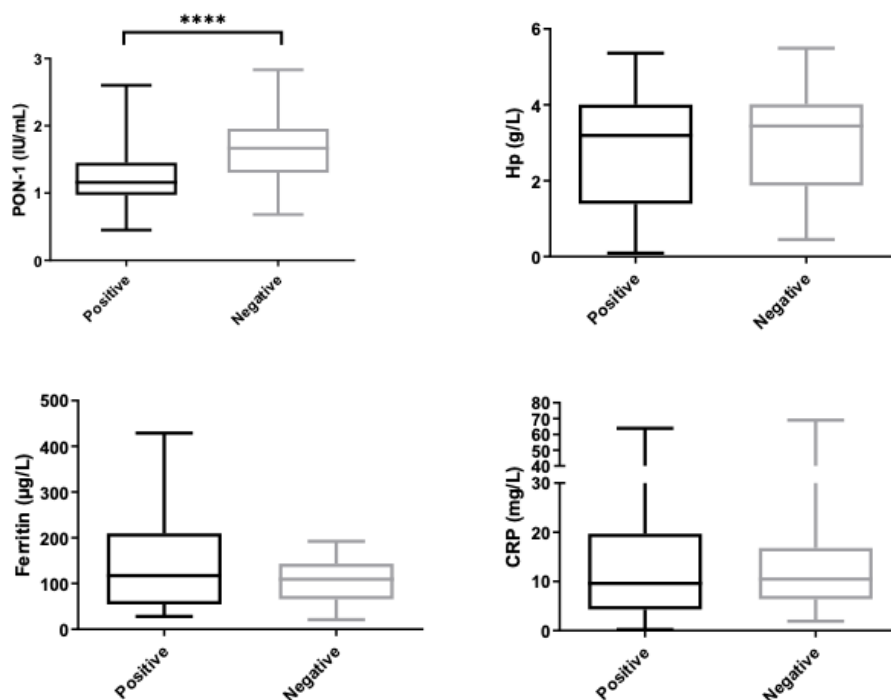 ****
PON-1 (IU/mL)
3
2
1
0
Positive
Negative
Hp (g/L)
6
4
2
0
Positive
Negative
Ferritin (µg/L)
500
400
300
200
100
0
Positive
Negative
CRP (mg/L)
80
70
60
50
40
30
20
10
0
Positive
Negative